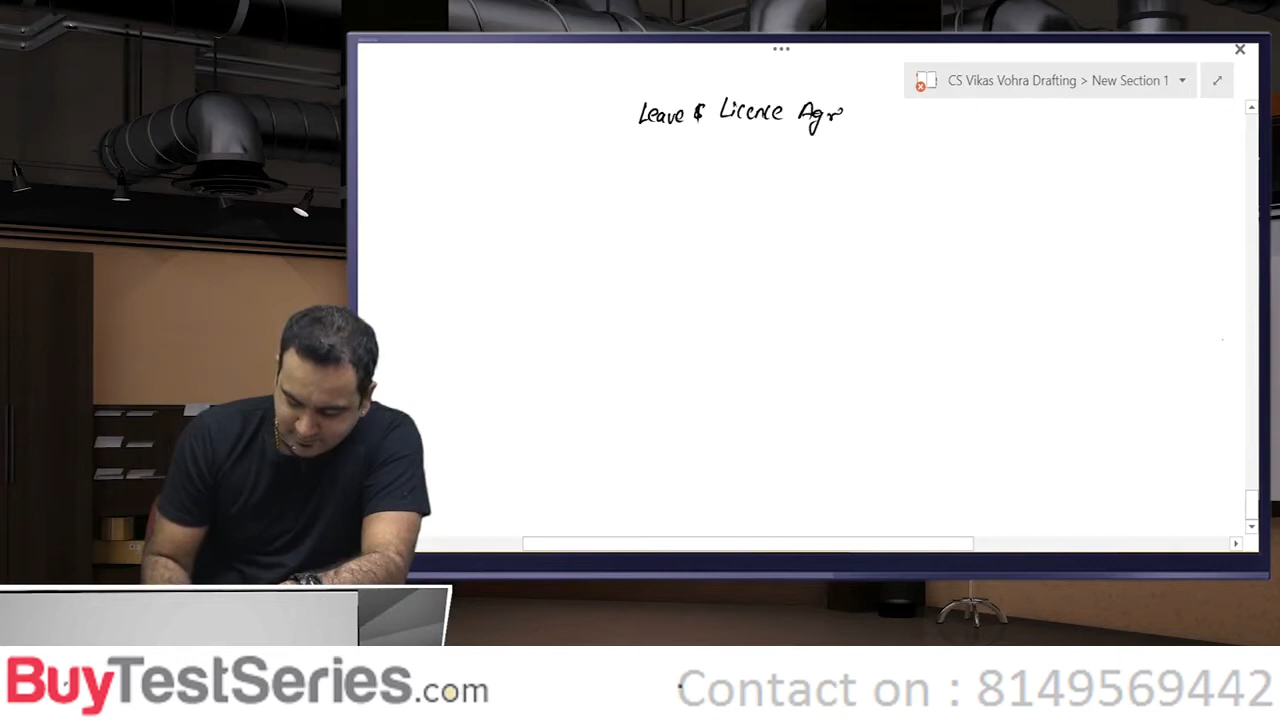 CS Vikas Vohra Drafting > New Section 1
Leave & Licence Agr
BuyTestSeries.com
Contact on : 8149569442